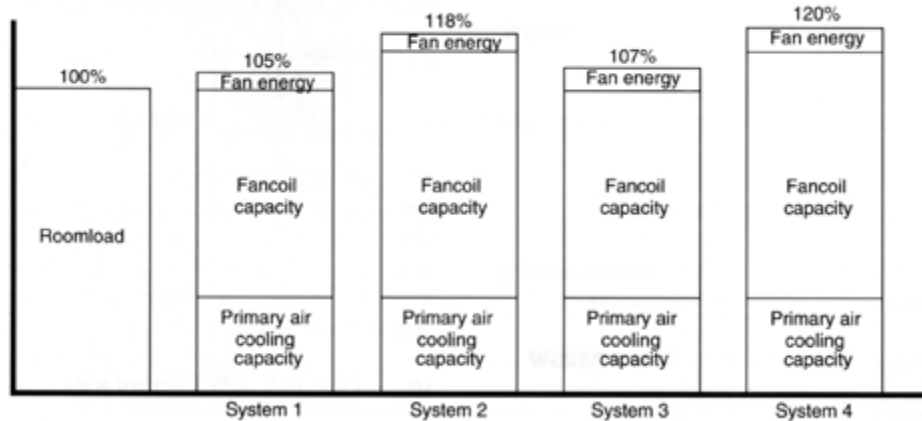 100%
Roomload
105%
Fan energy
Fancoil
capacity
Primary air
cooling
capacity
System 1
118%
Fan energy
Fancoil
capacity
Primary air
cooling
capacity
System 2
107%
Fan energy
Fancoil
capacity
Primary air
cooling
capacity
System 3
120%
Fan energy
Fancoil
capacity
Primary air
cooling
capacity
System 4